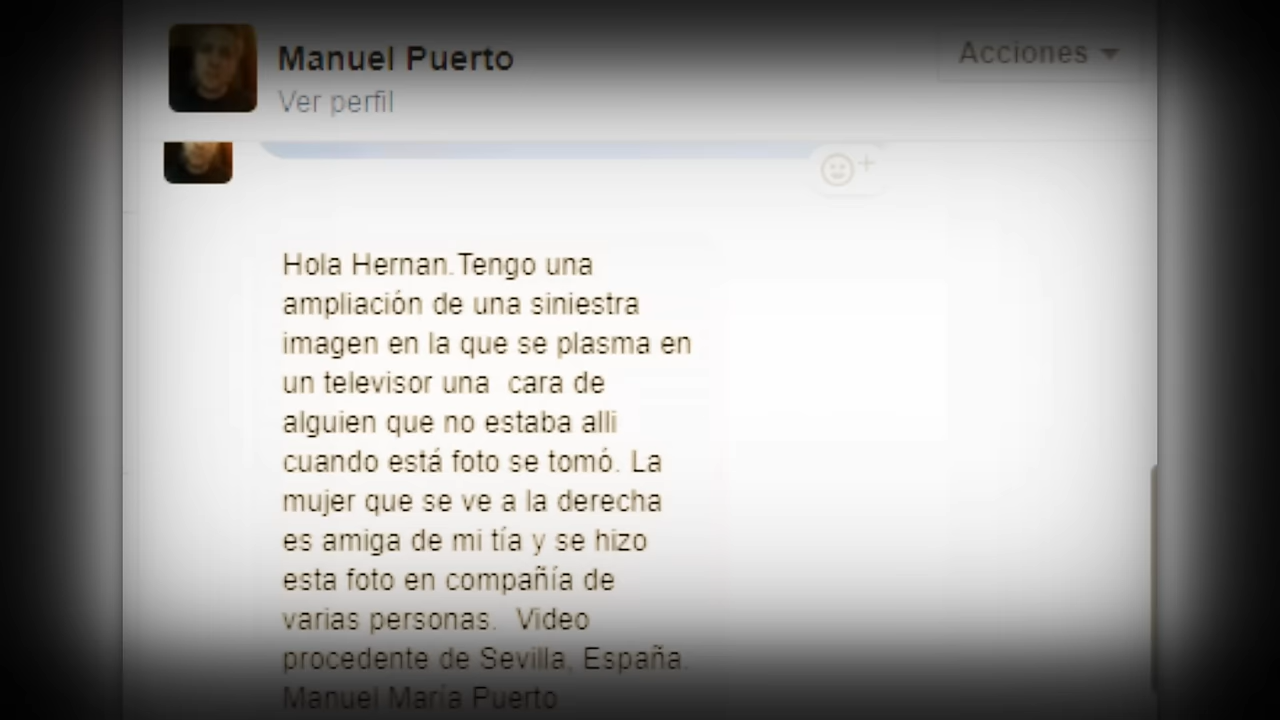 Manuel Puerto
Acciones
Ver perfil
Hola Hernan.Tengo una
ampliación de una siniestra
imagen en la que se plasma en
un televisor una cara de
alguien que no estaba alli
cuando está foto se tomó. La
mujer que se ve a la derecha
es amiga de mi tía y se hizo
esta foto en compañía de
varias personas. Video
procedente de Sevilla, España.
Manuel María Puerto